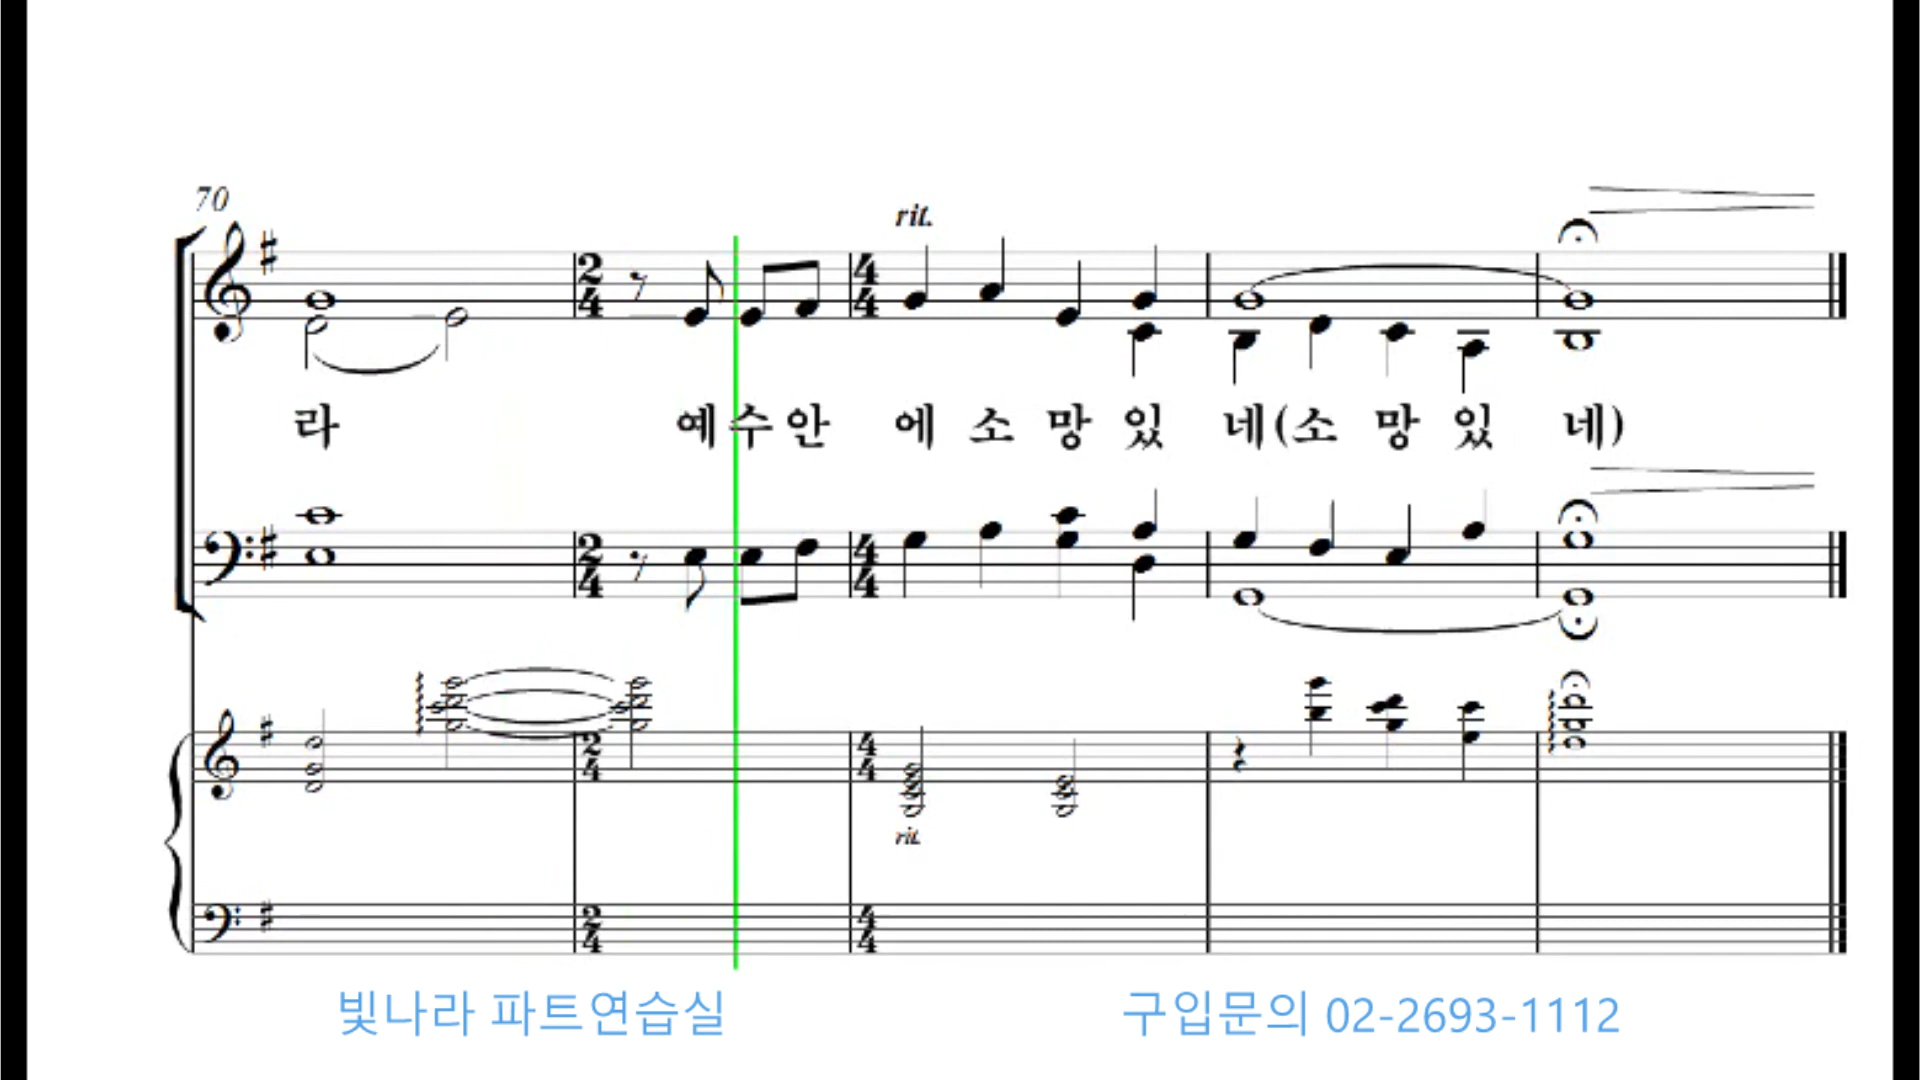 70
rit.
라 예 수 안 에 소 망 있 네(소 망 있 네)
rit.
빛나라 파트연습실 구입문의 02-2693-1112